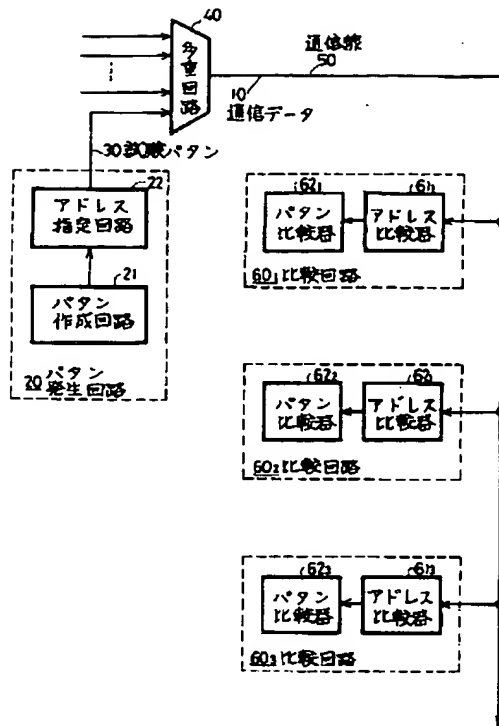 40
多重回路
通信路
50
10
通信データ
30 試験パタン
22
アドレス
指定回路
21
パタン
作成回路
20 パタン
発生回路
62₁
61₁
パタン
比較器
アドレス
比較器
60₁ 比較回路
62₂
パタン
比較器
アドレス
比較器
60₂ 比較回路
62₃
61₃
パタン
比較器
アドレス
比較器
60₃ 比較回路